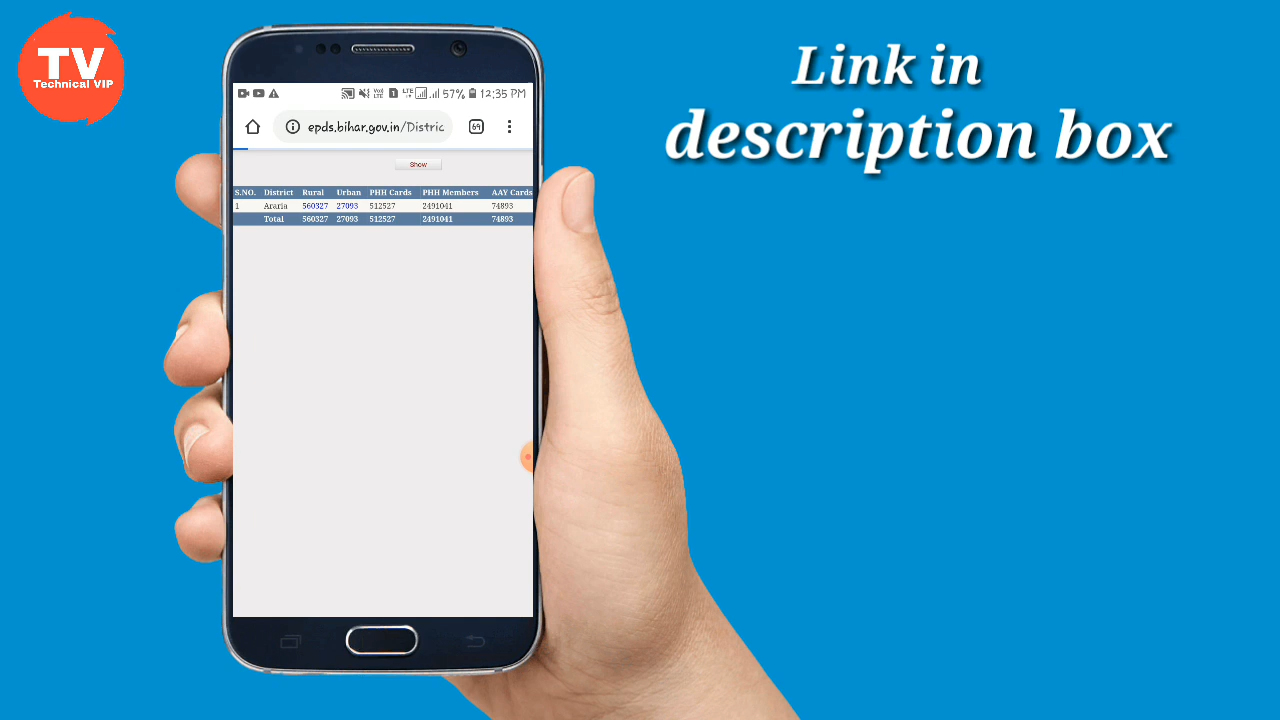 TV
Technical VIP
Link in
description box
LTE 57% 12:35 PM
epds.bihar.gov.in/Distric 69
Show
S.NO. District Rural Urban PHH Cards PHH Members AAY Cards
1 Araria 560327 27093 512527 2491041 74893
Total 560327 27093 512527 2491041 74893